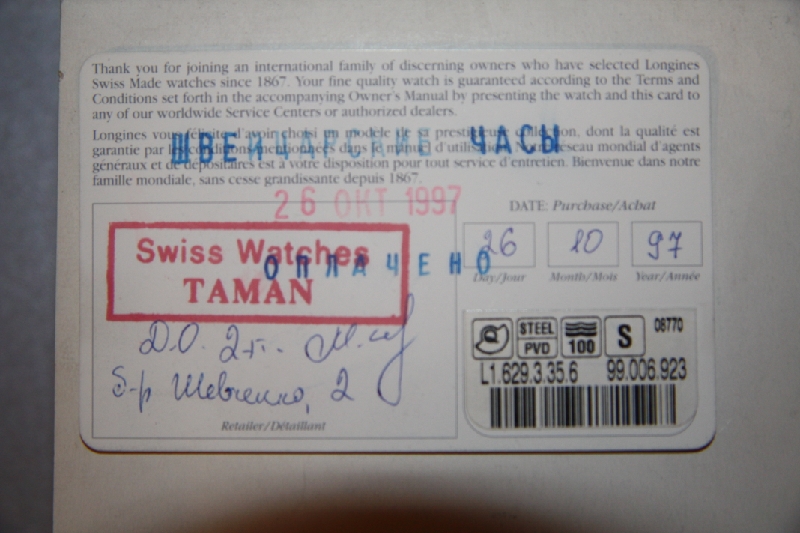 Thank you for joining an international family of discerning owners who have selected Longines
Swiss Made watches since 1867. Your fine quality watch is guaranteed according to the Terms and
Conditions set forth in the accompanying Owner's Manual by presenting the watch and this card to
any of our worldwide Service Centers or authorized dealers.
Longines vous félicite d'avoir choisi un modèle de sa prestigieuse collection, dont la qualité est
garantie par les conditions mentionnées dans le manuel d'utilisation. Notre réseau mondial d'agents
généraux et de dépositaires est à votre disposition pour tout service d'entretien. Bienvenue dans notre
famille mondiale, sans cesse grandissante depuis 1867.
ШВЕЙЦАРСКИЕ ЧАСЫ
26 ОКТ 1997
DATE: Purchase/Achat
26 10 97
Day/Jour Month/Mois Year/Année
Swiss Watches
TAMAN
ОПЛАЧЕНО
Д.О. 2г.
б-р Шевченко, 2
Retailer/Détaillant
STEEL
PVD
100
S
08770
L1.629.3.35.6 99.006.923